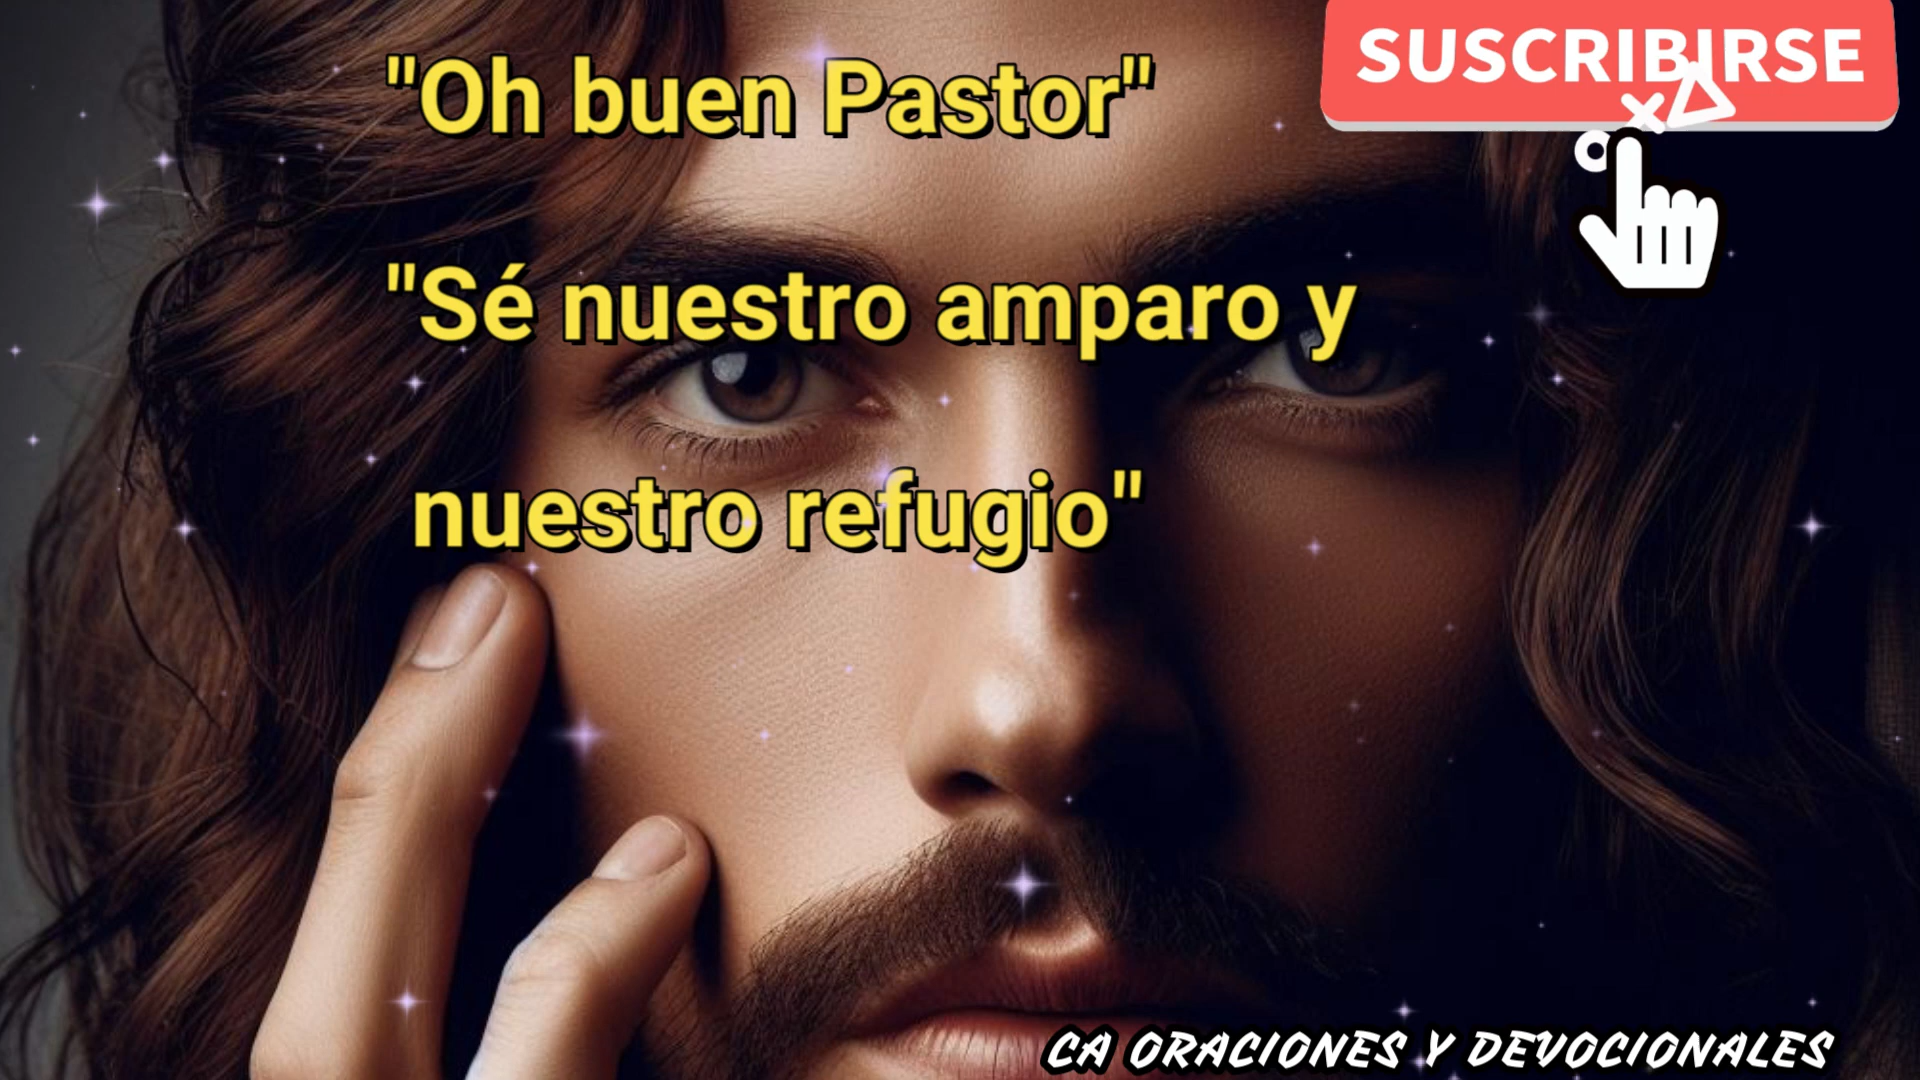 "Oh buen Pastor"
SUSCRIBIRSE
"Sé nuestro amparo y
nuestro refugio"
CA ORACIONES Y DEVOCIONALES